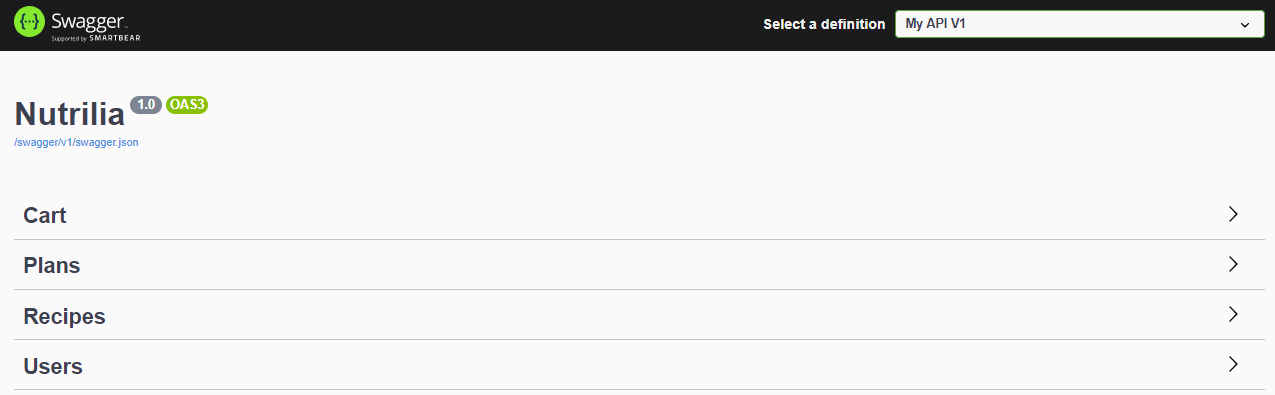 {···} Swagger™
Supported by SMARTBEAR
Select a definition
My API V1
Nutrilia 1.0 OAS3
/swagger/v1/swagger.json
Cart
Plans
Recipes
Users